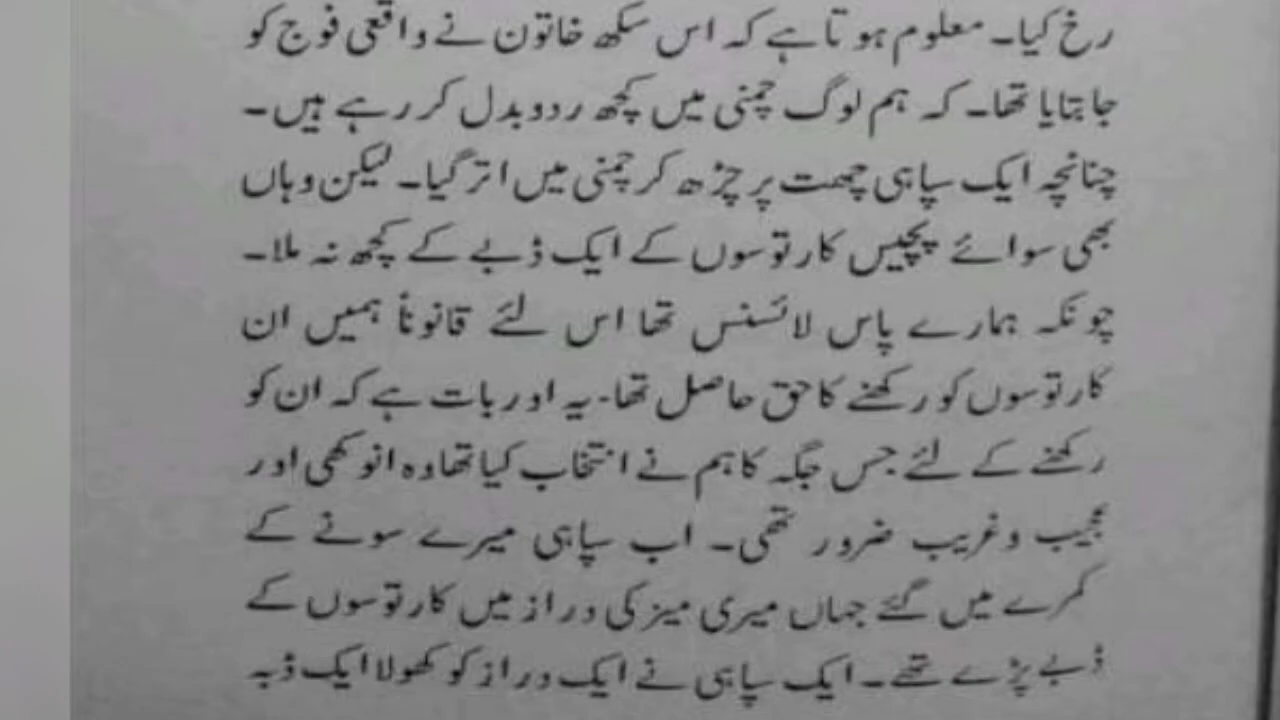 رخ کیا۔ معلوم ہوتا ہے کہ اس سکھ خاتون نے واقعی فوج کو
جا بتایا تھا۔ کہ ہم لوگ چمنی میں کچھ ردوبدل کر رہے ہیں۔
چنانچہ ایک سپاہی چھت پر چڑھ کر چمنی میں اتر گیا۔ لیکن وہاں
بھی سوائے پچیس کارتوسوں کے ایک ڈبے کے کچھ نہ ملا۔
چونکہ ہمارے پاس لائسنس تھا اس لئے قانوناً ہمیں ان
کارتوسوں کو رکھنے کا حق حاصل تھا۔ یہ اور بات ہے کہ ان کو
رکھنے کے لئے جس جگہ کا ہم نے انتخاب کیا تھا وہ انوکھی اور
عجیب و غریب ضرور تھی۔ اب سپاہی میرے سونے کے
کمرے میں گئے جہاں میری میز کی دراز میں کارتوسوں کے
ڈبے پڑے تھے۔ ایک سپاہی نے ایک دراز کو کھولا ایک ڈبہ